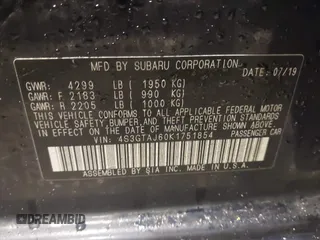 MFD BY SUBARU CORPORATION
DATE: 07/19
GVWR: 4299 LB (1950 KG)
GAWR: F 2183 LB (990 KG)
GAWR: R 2205 LB (1000 KG)
THIS VEHICLE CONFORMS TO ALL APPLICABLE FEDERAL MOTOR
VEHICLE SAFETY, BUMPER, AND THEFT PREVENTION STANDARDS
IN EFFECT ON THE DATE OF MANUFACTURE SHOWN ABOVE.
VIN: 4S3GTAJ60K1751854 PASSENGER CAR
ASSEMBLED BY SIA INC. MADE IN U.S.A.
© DREAMBID